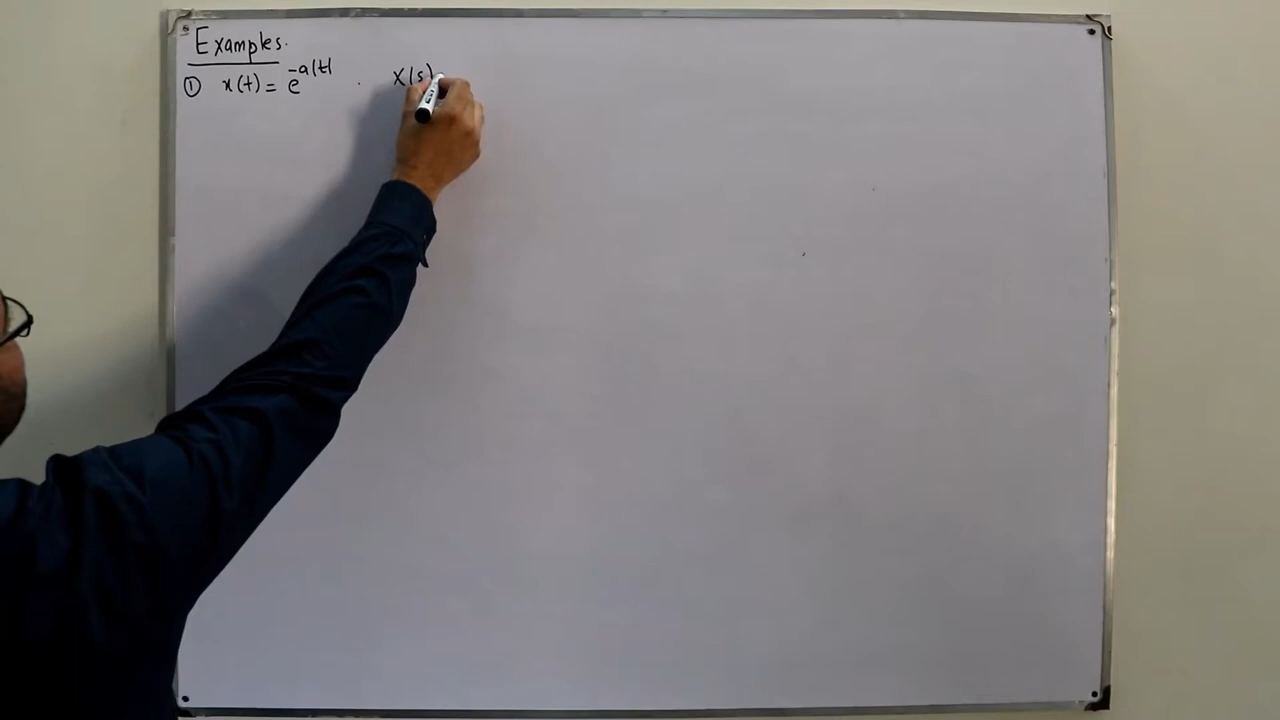 Examples.
① x(t) = e^{-a|t|} . X(s)